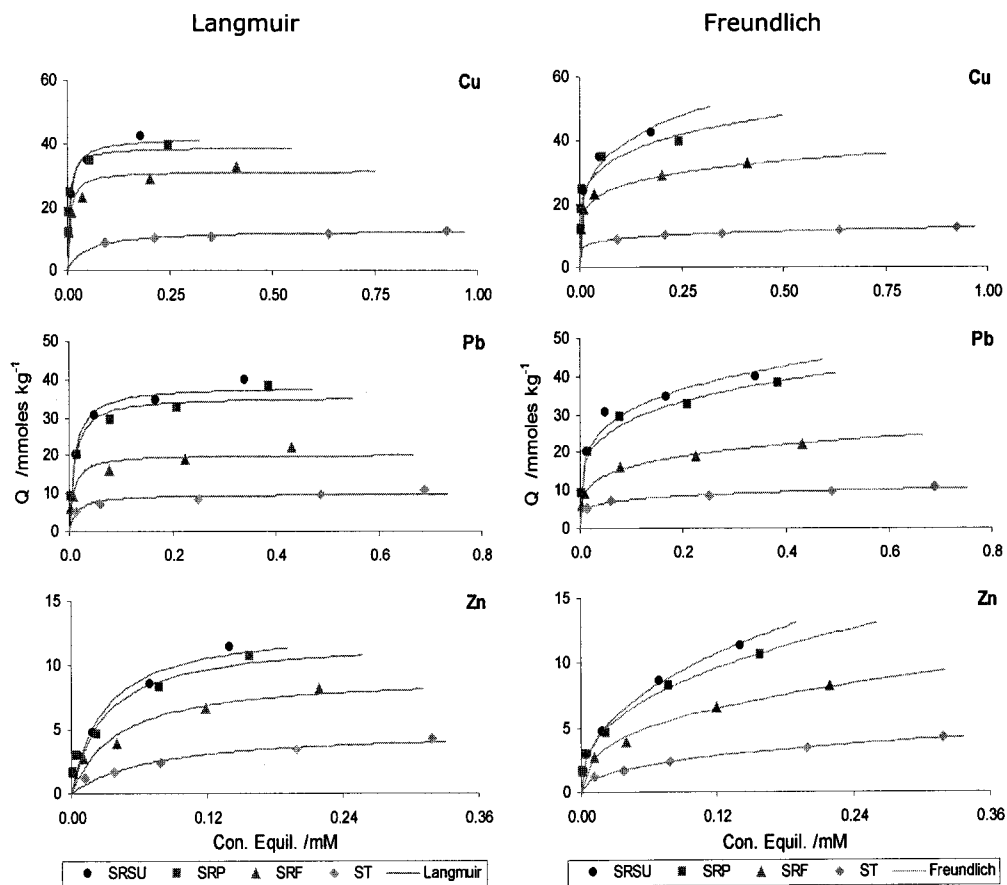 Langmuir
Freundlich
60
40
20
0
Cu
0.00 0.25 0.50 0.75 1.00
60
40
20
0
Cu
0.00 0.25 0.50 0.75 1.00
Q /mmoles kg⁻¹
50
40
30
20
10
0
Pb
0.0 0.2 0.4 0.6 0.8
50
40
30
20
10
0
Pb
0.0 0.2 0.4 0.6 0.8
15
10
5
0
Zn
0.00 0.12 0.24 0.36
Con. Equil. /mM
15
10
5
0
Zn
0.00 0.12 0.24 0.36
Con. Equil. /mM
SRSU SRP SRF ST Langmuir
SRSU SRP SRF ST Freundlich